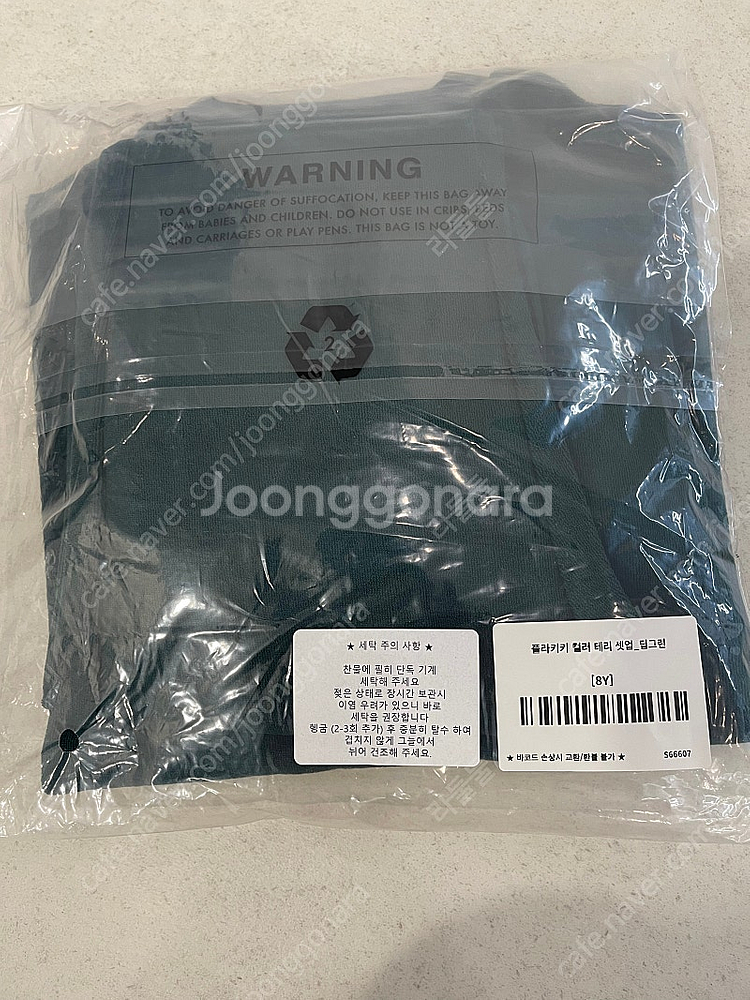 WARNING
TO AVOID DANGER OF SUFFOCATION, KEEP THIS BAG AWAY
FROM BABIES AND CHILDREN. DO NOT USE IN CRIBS, BEDS
AND CARRIAGES OR PLAY PENS. THIS BAG IS NOT A TOY.
2
Joonggonara
cafe.naver.com/joonggonara
★ 세탁 주의 사항 ★
찬물에 필히 단독 기계
세탁해 주세요
젖은 상태로 장시간 보관시
이염 우려가 있으니 바로
세탁을 권장합니다
헹굼 (2-3회 추가) 후 중분히 탈수 하여
겹치지 않게 그늘에서
뉘어 건조해 주세요.
플라키키 컬러 테리 셋업_딥그린
[8Y]
★ 바코드 손상시 교환/환불 불가 ★
S66607